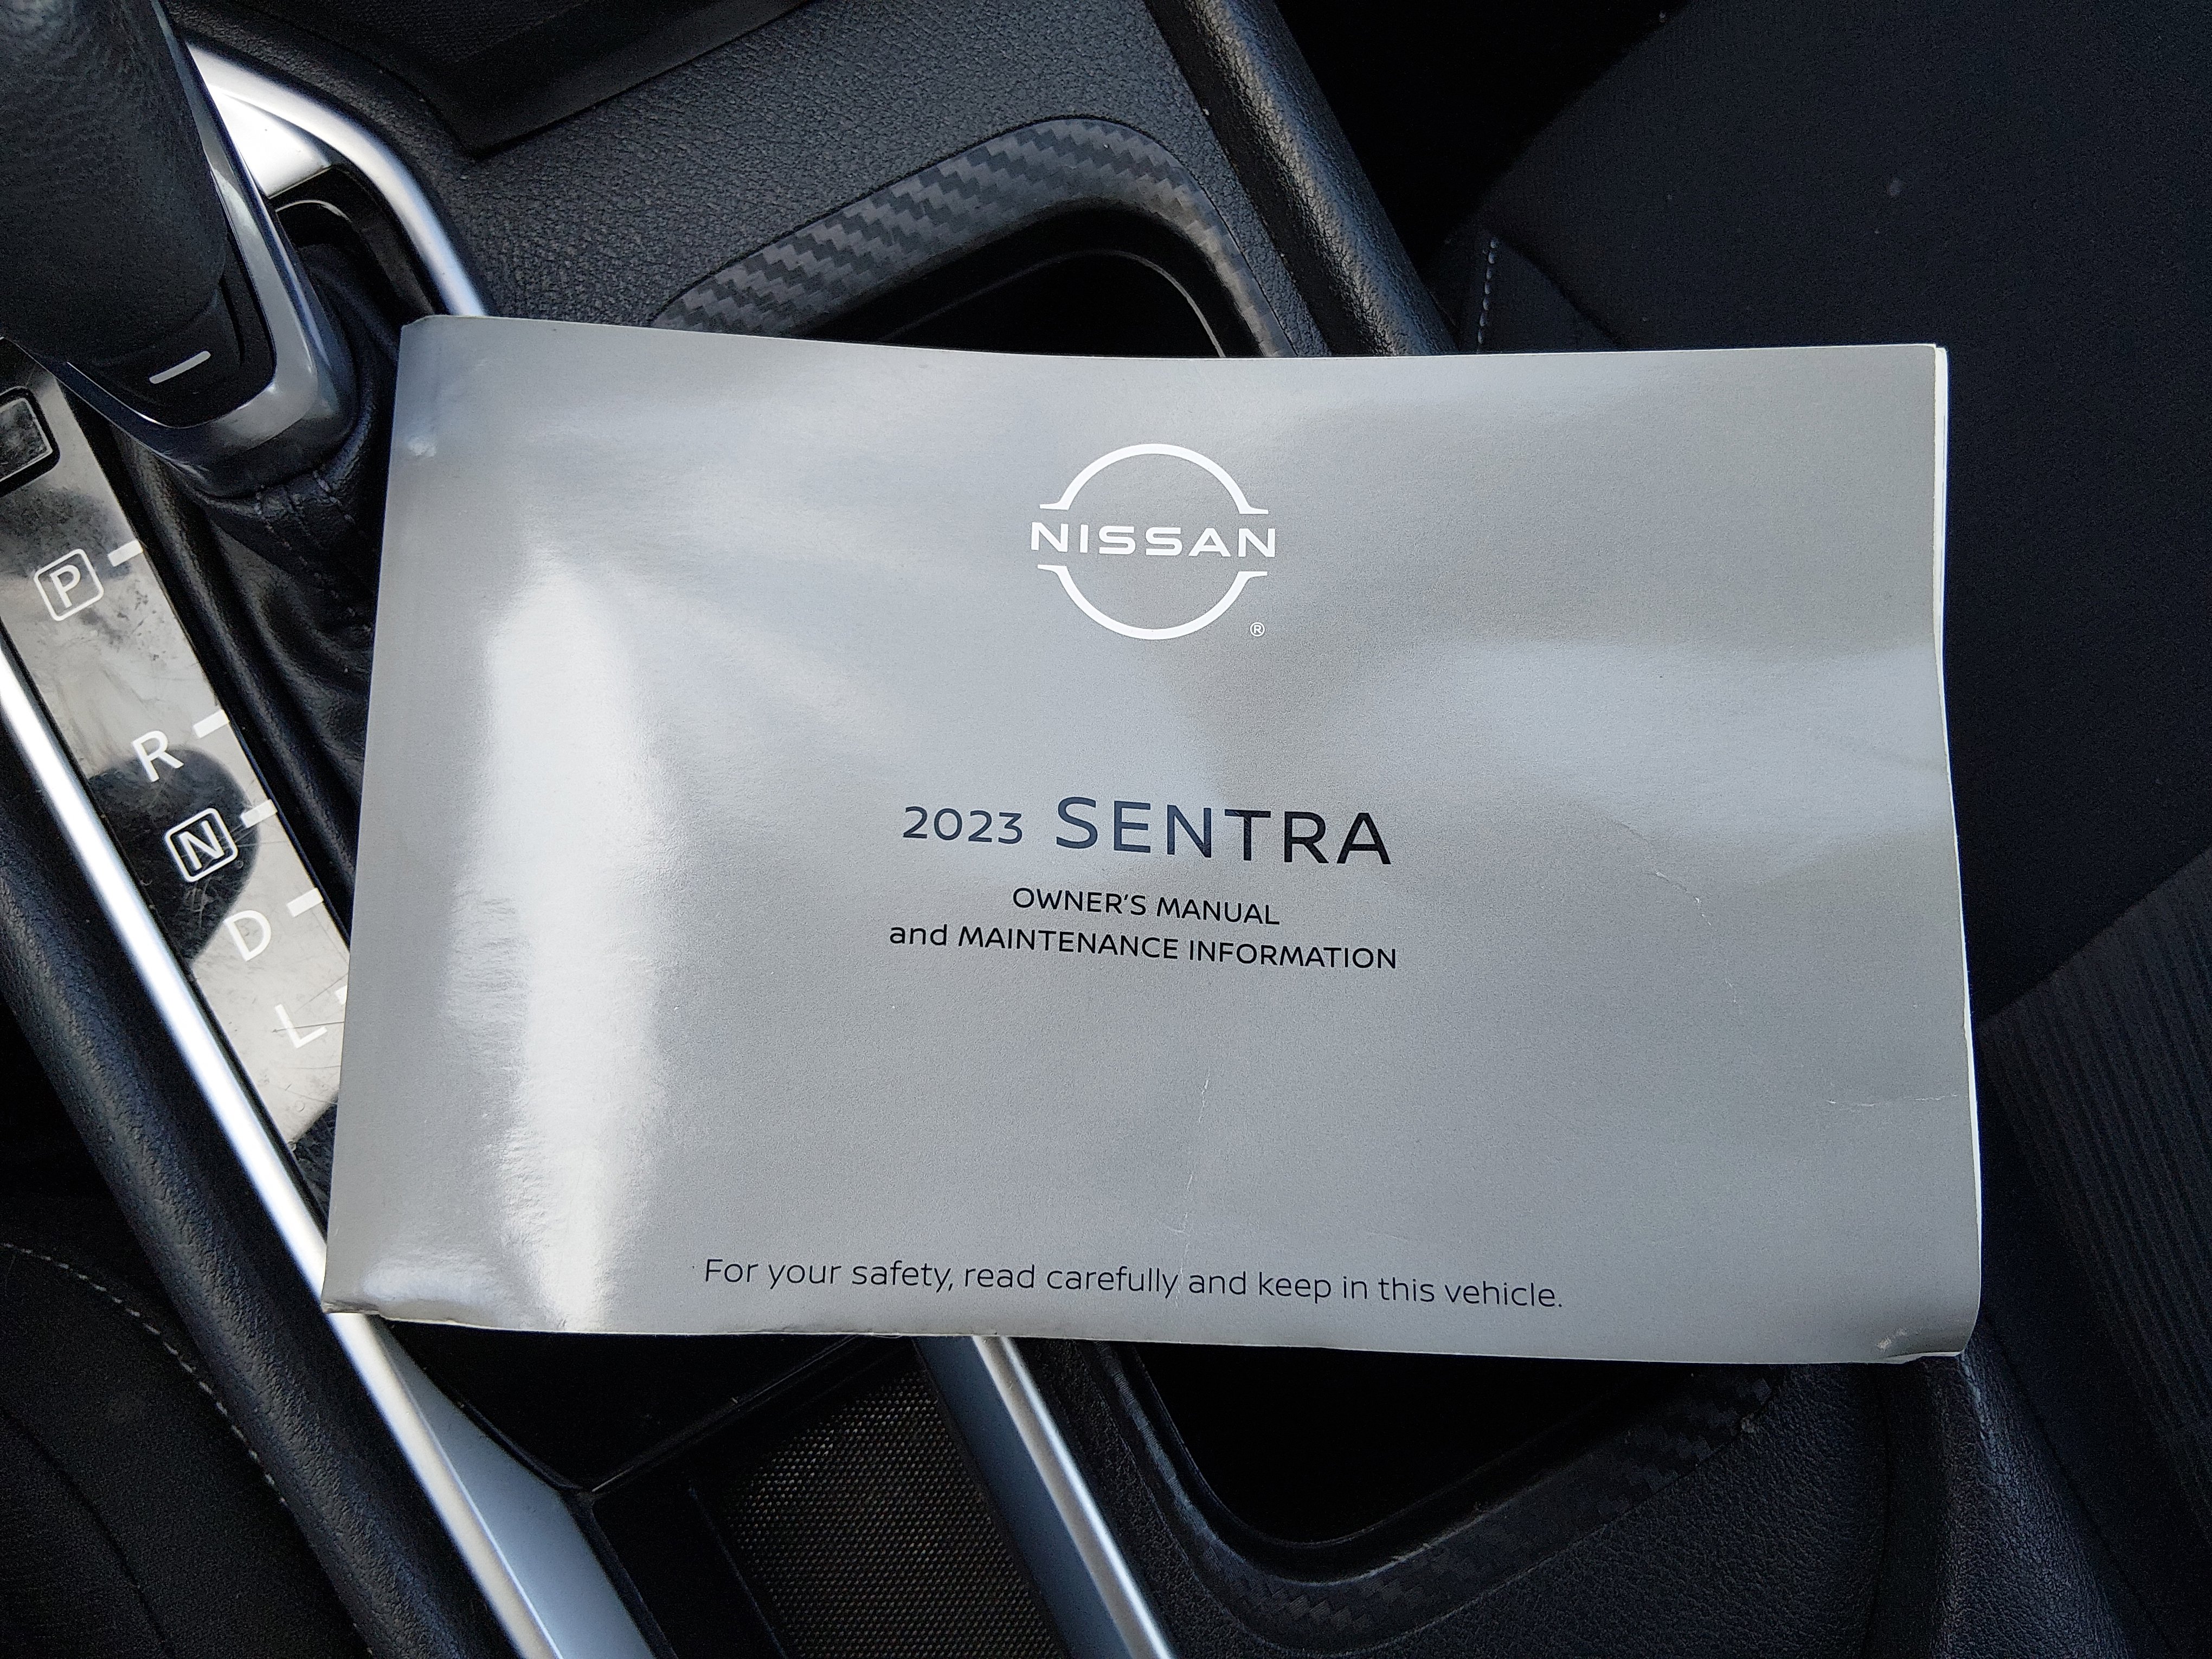 NISSAN
®
2023 SENTRA
OWNER'S MANUAL
and MAINTENANCE INFORMATION
For your safety, read carefully and keep in this vehicle.
P
R
N
D
L